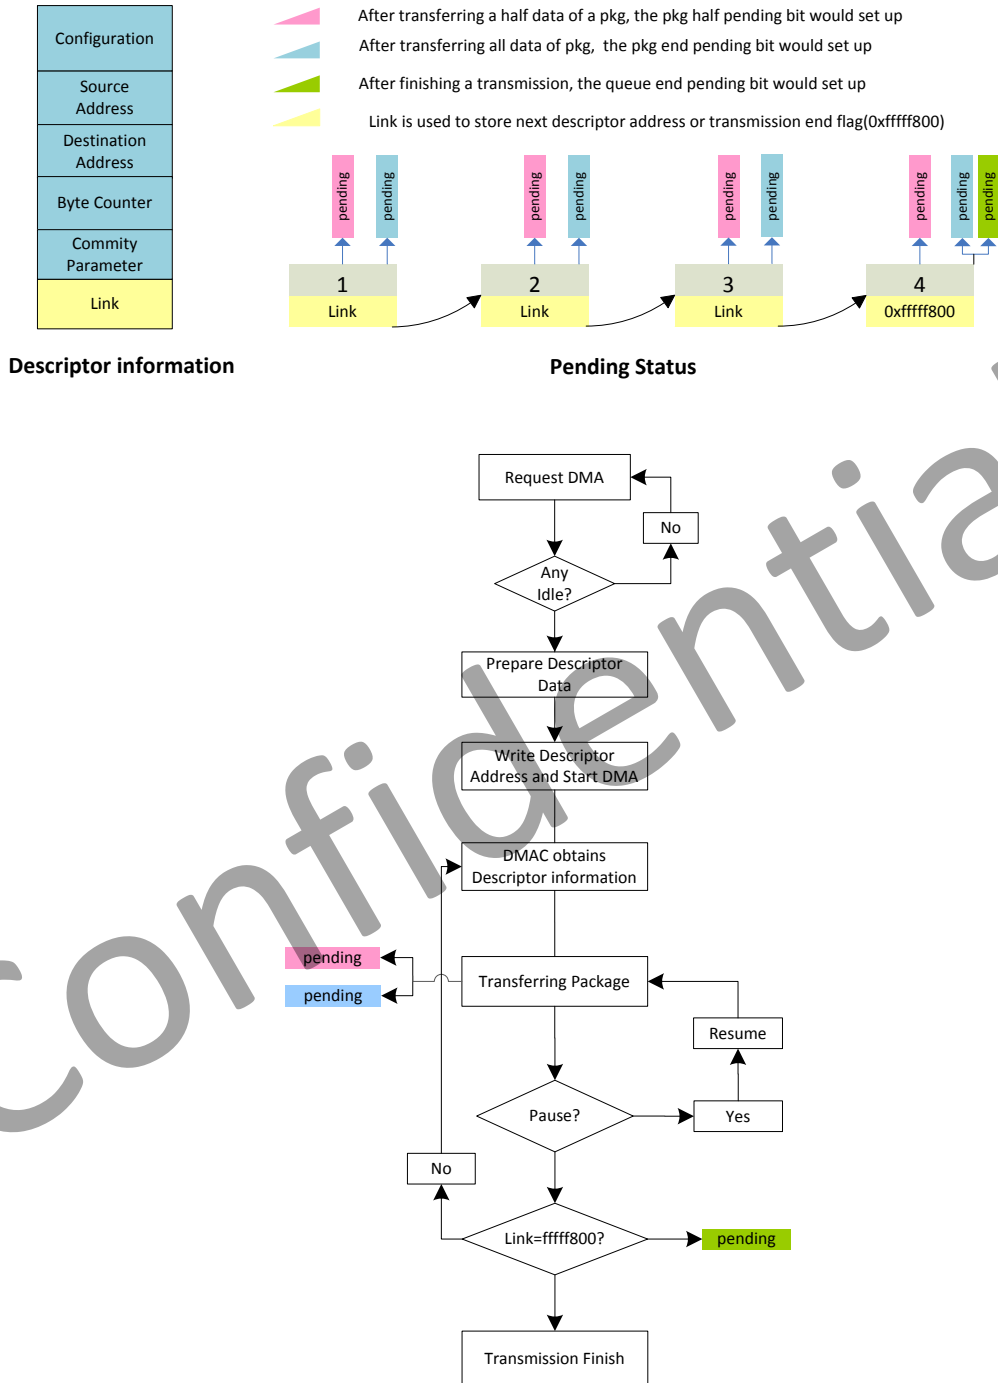 Configuration
Source
Address
Destination
Address
Byte Counter
Commity
Parameter
Link
Descriptor information
After transferring a half data of a pkg, the pkg half pending bit would set up
After transferring all data of pkg, the pkg end pending bit would set up
After finishing a transmission, the queue end pending bit would set up
Link is used to store next descriptor address or transmission end flag(0xfffff800)
pending
pending
pending
pending
pending
pending
pending
pending
pending
1
2
3
4
Link
Link
Link
0xfffff800
Pending Status
Request DMA
No
Any
Idle?
Prepare Descriptor
Data
Write Descriptor
Address and Start DMA
DMAC obtains
Descriptor information
pending
pending
Transferring Package
Resume
Pause?
Yes
No
Link=fffff800?
pending
Transmission Finish
Confidentia